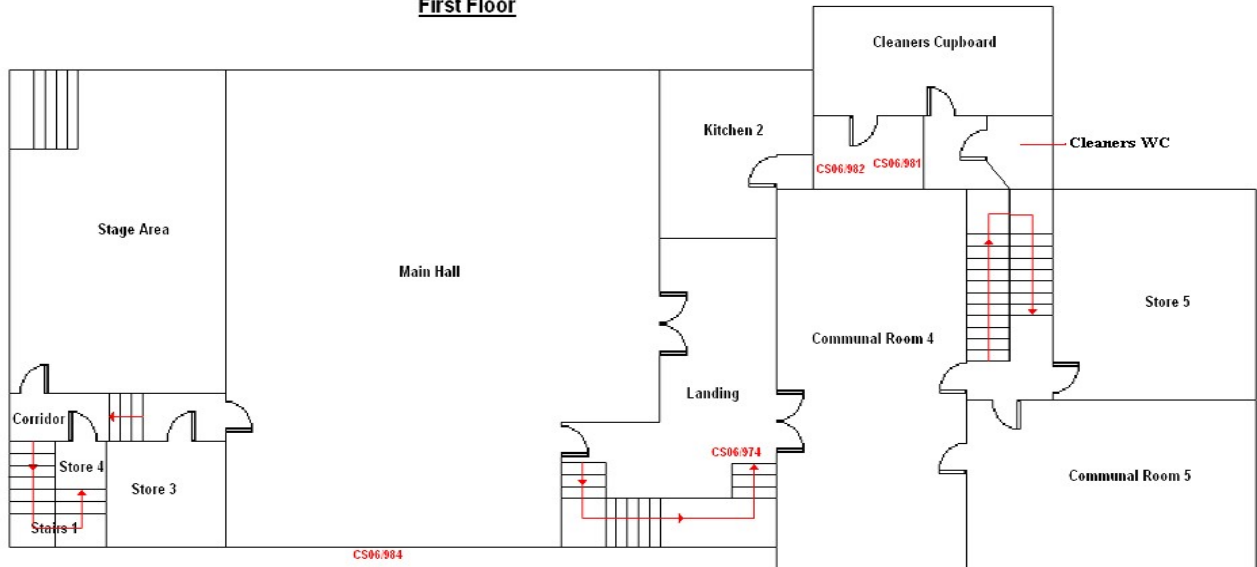 First Floor
Cleaners Cupboard
Kitchen 2
Cleaners WC
CS06/982
CS06/981
Stage Area
Main Hall
Store 5
Communal Room 4
Landing
Corridor
CS06/974
Store 4
Store 3
Communal Room 5
Stairs 1
CS06/984